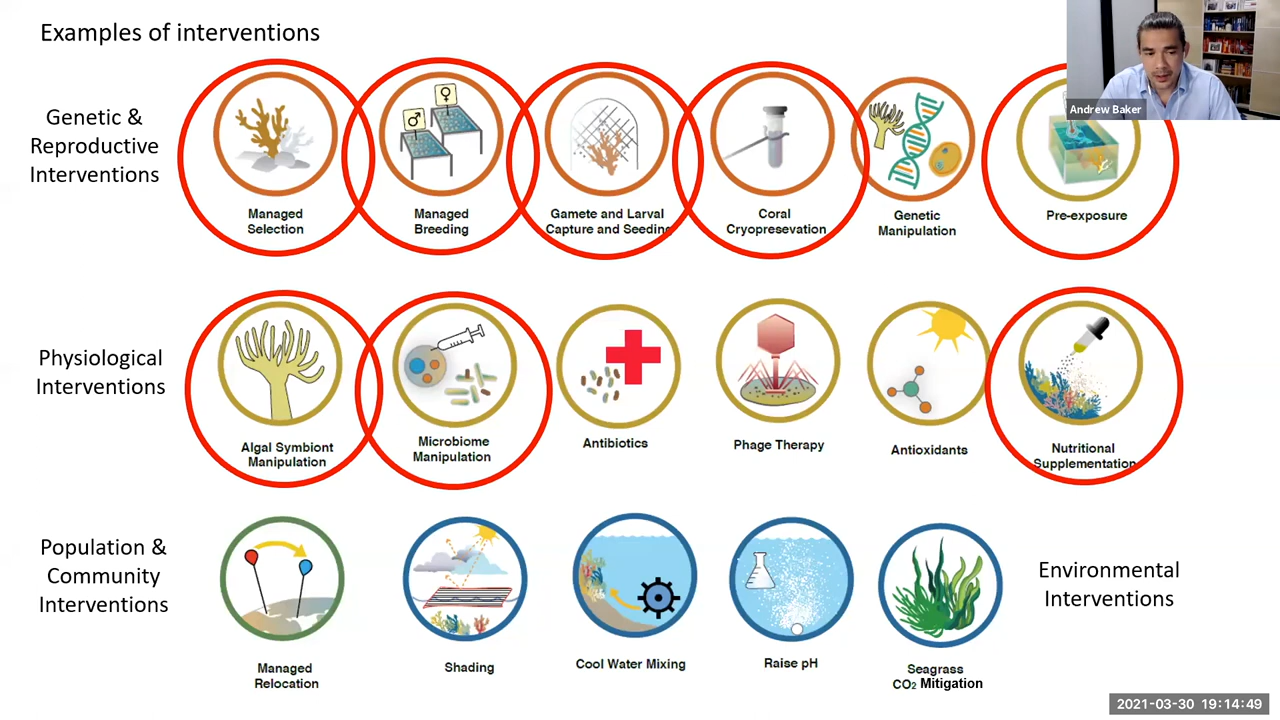 Examples of interventions
Andrew Baker
Genetic &
Reproductive
Interventions
Managed
Selection
Managed
Breeding
Gamete and Larval
Capture and Seeding
Coral
Cryopresevation
Genetic
Manipulation
Pre-exposure
Physiological
Interventions
Algal Symbiont
Manipulation
Microbiome
Manipulation
Antibiotics
Phage Therapy
Antioxidants
Nutritional
Supplementation
Population &
Community
Interventions
Managed
Relocation
Shading
Cool Water Mixing
Raise pH
Seagrass
CO₂ Mitigation
Environmental
Interventions
2021-03-30 19:14:49